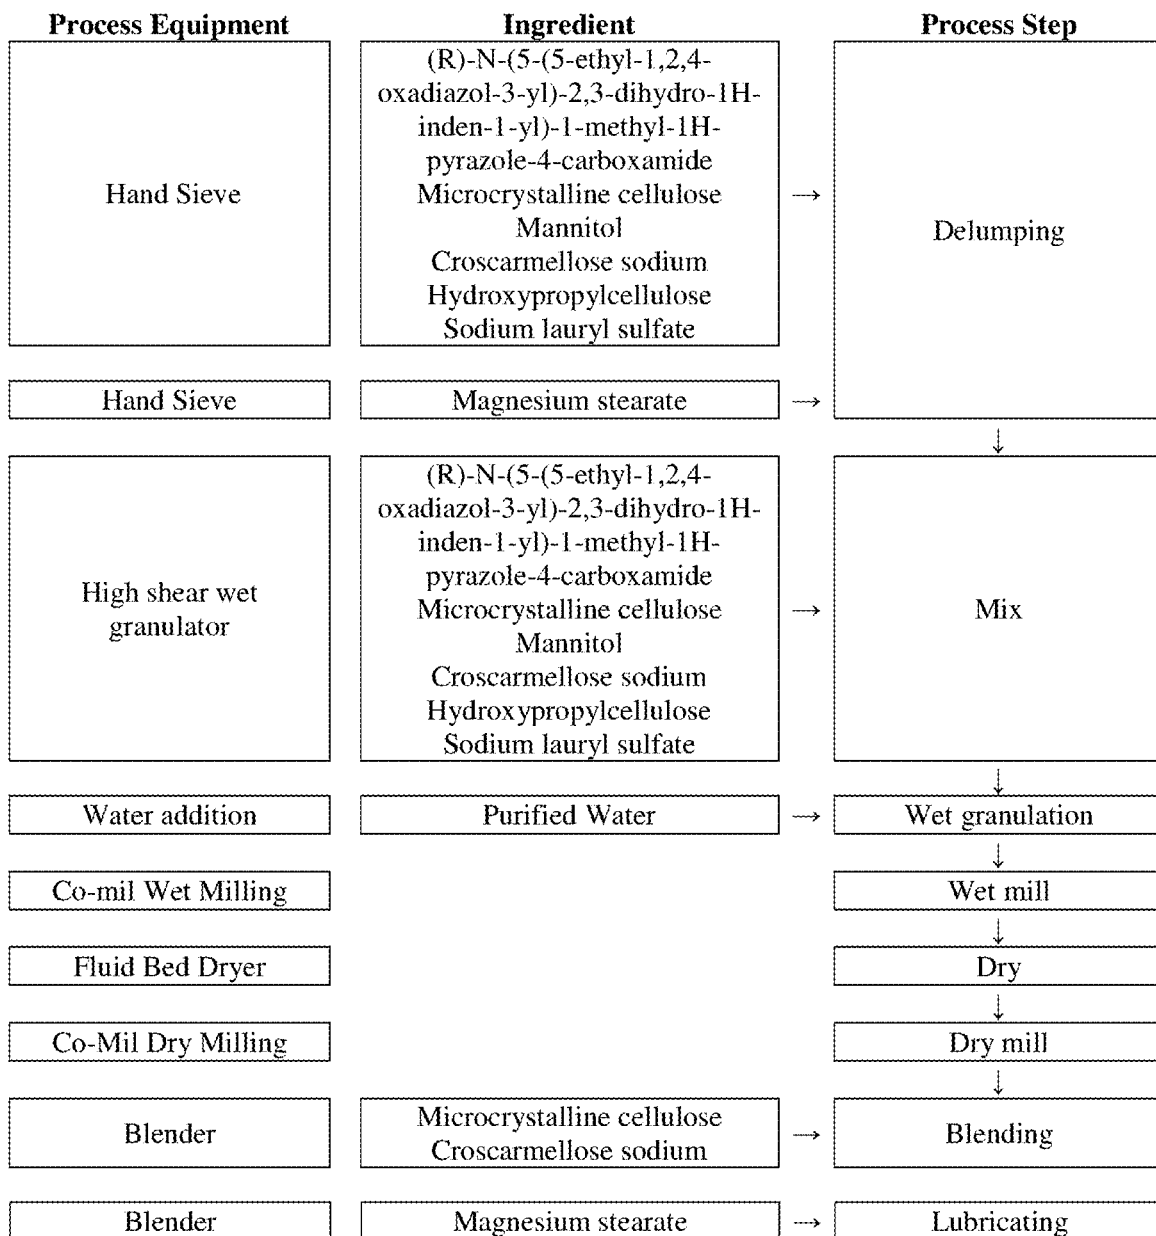 Process Equipment Ingredient Process Step
Hand Sieve
(R)-N-(5-(5-ethyl-1,2,4-
oxadiazol-3-yl)-2,3-dihydro-1H-
inden-1-yl)-1-methyl-1H-
pyrazole-4-carboxamide
Microcrystalline cellulose
Mannitol
Croscarmellose sodium
Hydroxypropylcellulose
Sodium lauryl sulfate
→
Delumping
Hand Sieve Magnesium stearate →
↓
High shear wet
granulator
(R)-N-(5-(5-ethyl-1,2,4-
oxadiazol-3-yl)-2,3-dihydro-1H-
inden-1-yl)-1-methyl-1H-
pyrazole-4-carboxamide
Microcrystalline cellulose
Mannitol
Croscarmellose sodium
Hydroxypropylcellulose
Sodium lauryl sulfate
→
Mix
↓
Water addition Purified Water → Wet granulation
↓
Co-mil Wet Milling Wet mill
↓
Fluid Bed Dryer Dry
↓
Co-Mil Dry Milling Dry mill
↓
Blender
Microcrystalline cellulose
Croscarmellose sodium
→
Blending
Blender Magnesium stearate → Lubricating